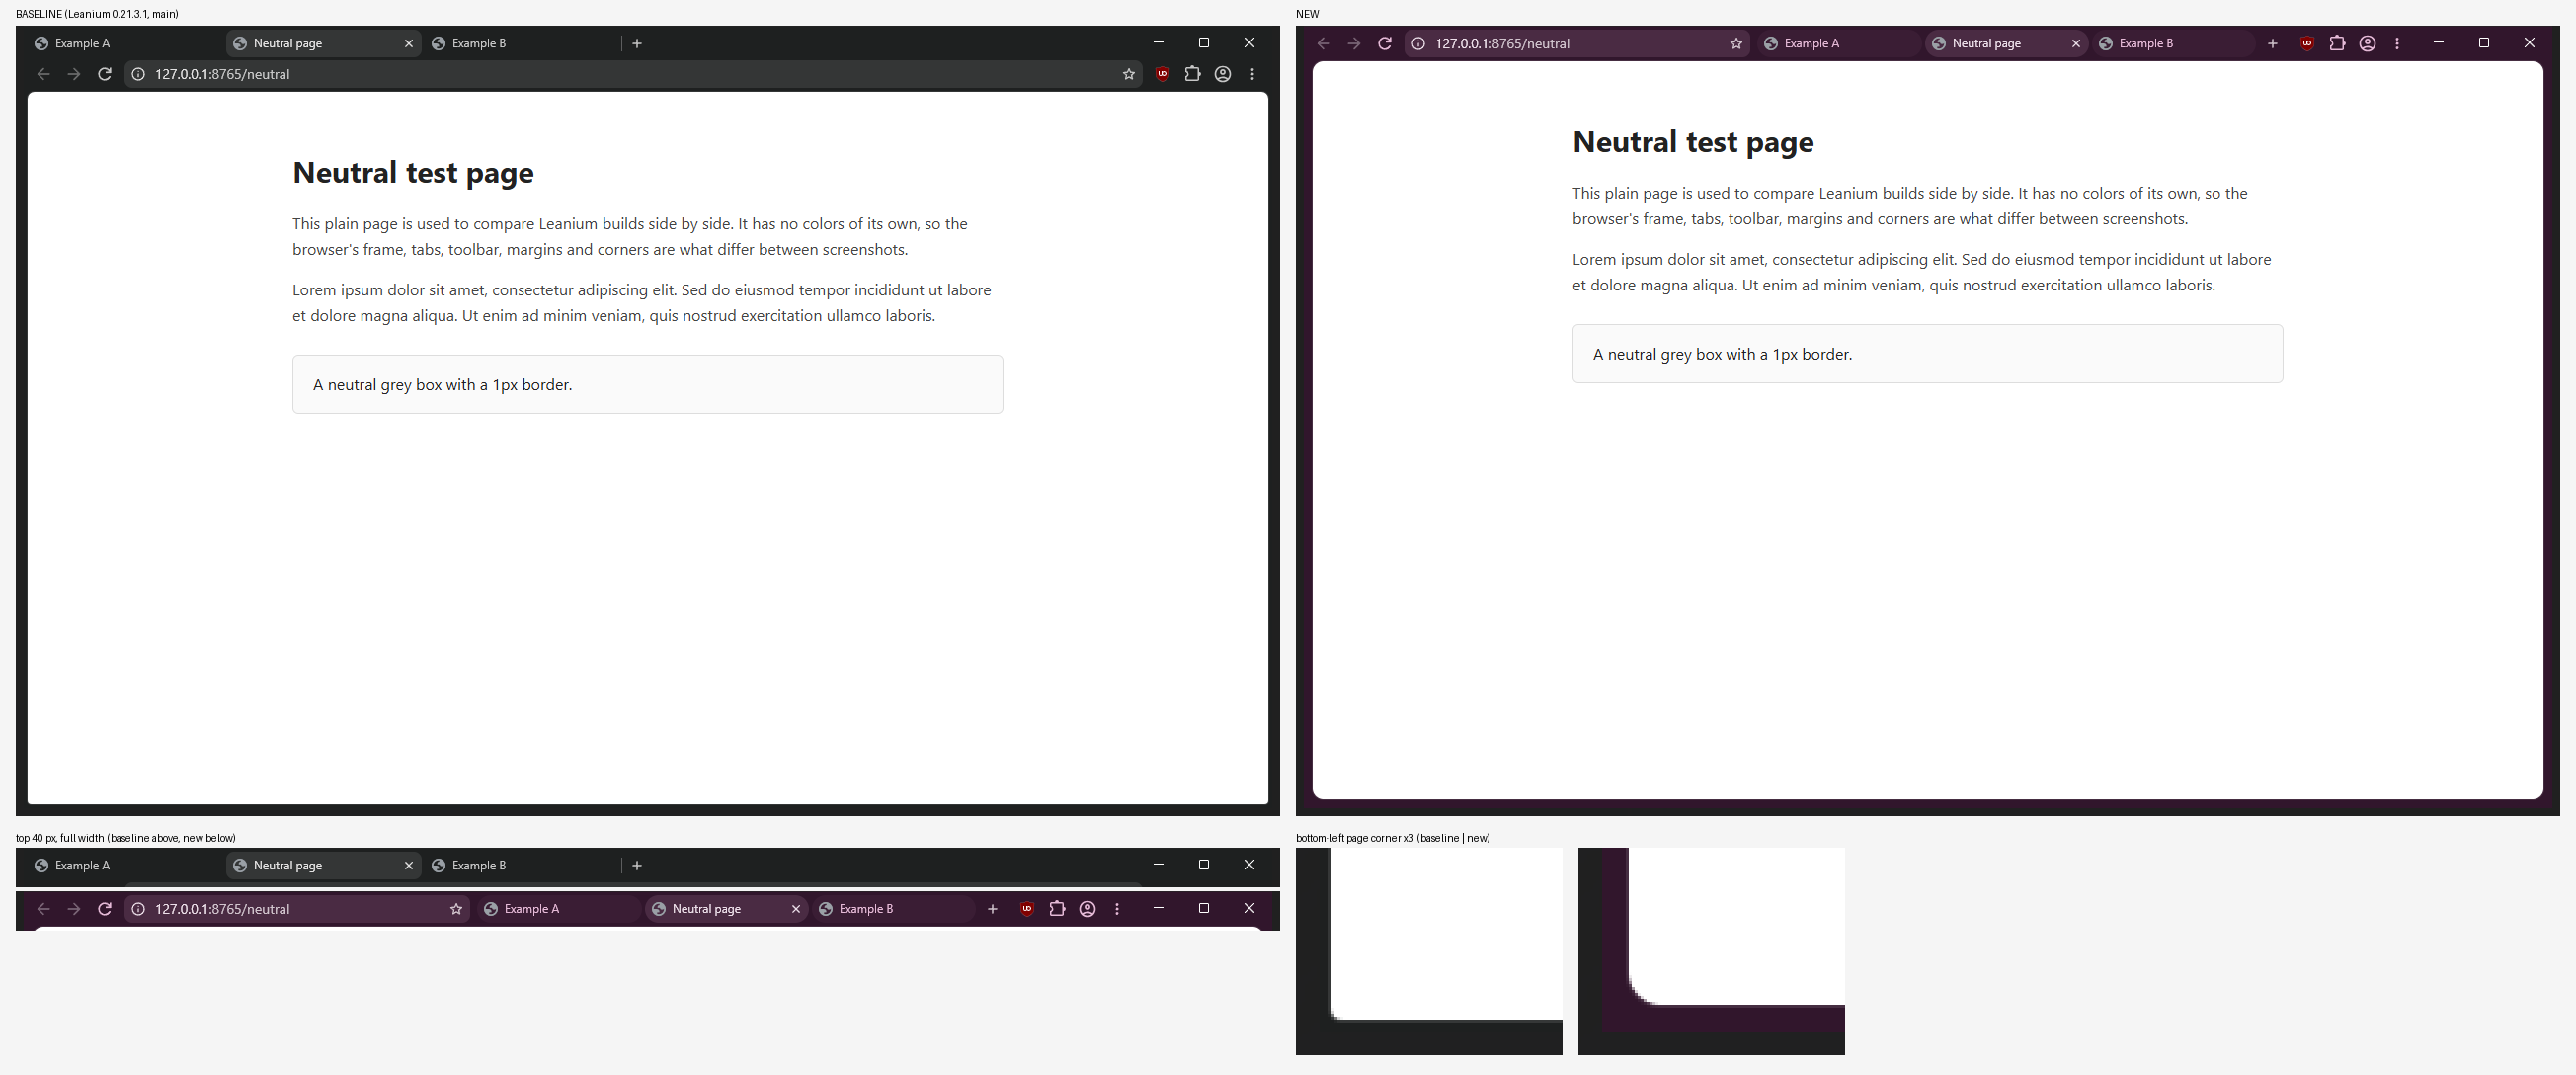 BASELINE (Leanium 0.21.3.1, main)
Example A
Neutral page
Example B
127.0.0.1:8765/neutral
UO
Neutral test page
This plain page is used to compare Leanium builds side by side. It has no colors of its own, so the
browser's frame, tabs, toolbar, margins and corners are what differ between screenshots.
Lorem ipsum dolor sit amet, consectetur adipiscing elit. Sed do eiusmod tempor incididunt ut labore
et dolore magna aliqua. Ut enim ad minim veniam, quis nostrud exercitation ullamco laboris.
A neutral grey box with a 1px border.
NEW
127.0.0.1:8765/neutral
Example A
Neutral page
Example B
UO
Neutral test page
This plain page is used to compare Leanium builds side by side. It has no colors of its own, so the
browser's frame, tabs, toolbar, margins and corners are what differ between screenshots.
Lorem ipsum dolor sit amet, consectetur adipiscing elit. Sed do eiusmod tempor incididunt ut labore
et dolore magna aliqua. Ut enim ad minim veniam, quis nostrud exercitation ullamco laboris.
A neutral grey box with a 1px border.
top 40 px, full width (baseline above, new below)
Example A
Neutral page
Example B
127.0.0.1:8765/neutral
Example A
Neutral page
Example B
UO
bottom-left page corner x3 (baseline | new)